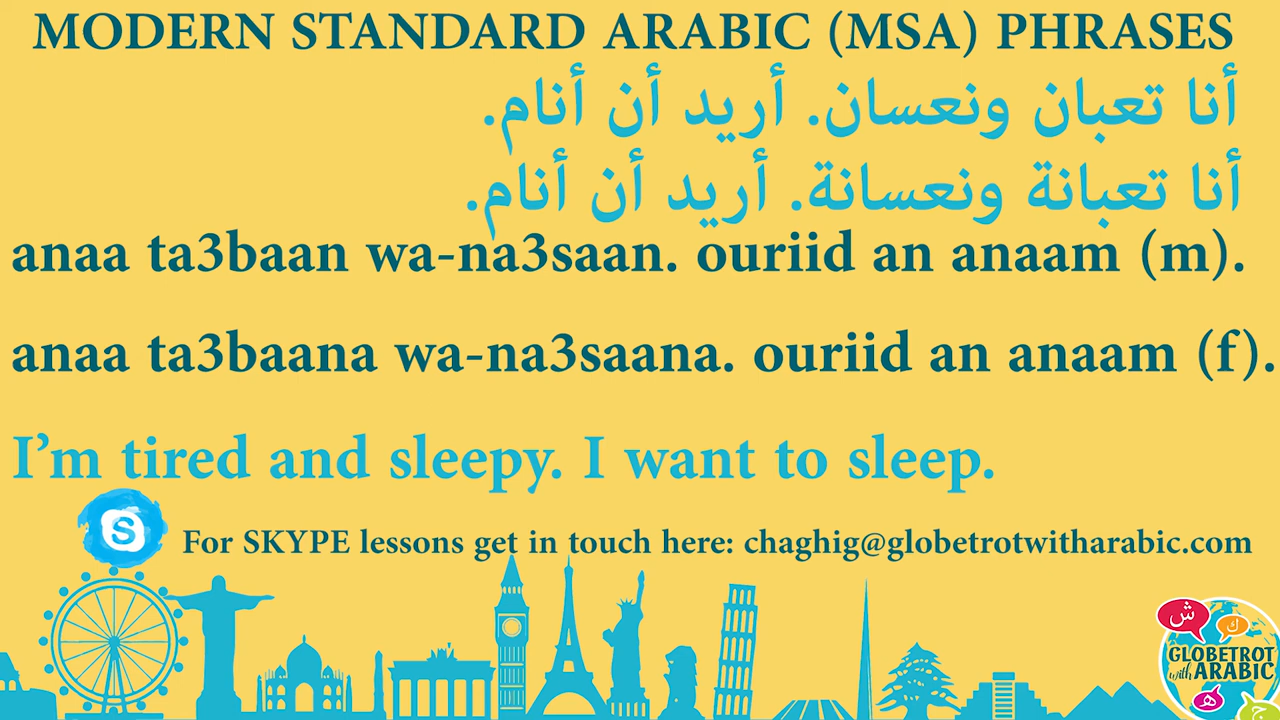 MODERN STANDARD ARABIC (MSA) PHRASES
أنا تعبان ونعسان. أريد أن أنام.
أنا تعبانة ونعسانة. أريد أن أنام.
anaa ta3baan wa-na3saan. ouriid an anaam (m).
anaa ta3baana wa-na3saana. ouriid an anaam (f).
I’m tired and sleepy. I want to sleep.
S
For SKYPE lessons get in touch here: chaghig@globetrotwitharabic.com
ش
ك
GLOBETROT
with ARABIC
ه
ح